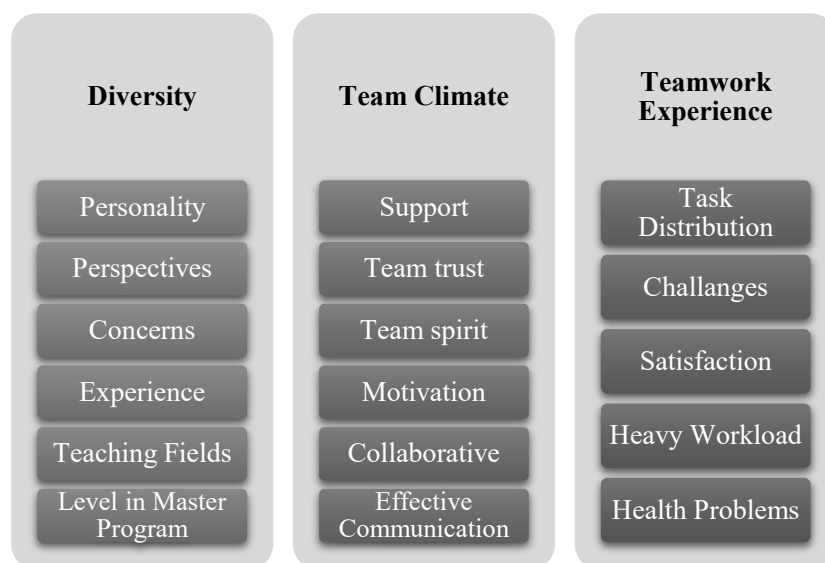 Diversity
Personality
Perspectives
Concerns
Experience
Teaching Fields
Level in Master
Program
Team Climate
Support
Team trust
Team spirit
Motivation
Collaborative
Effective
Communication
Teamwork
Experience
Task
Distribution
Challanges
Satisfaction
Heavy Workload
Health Problems